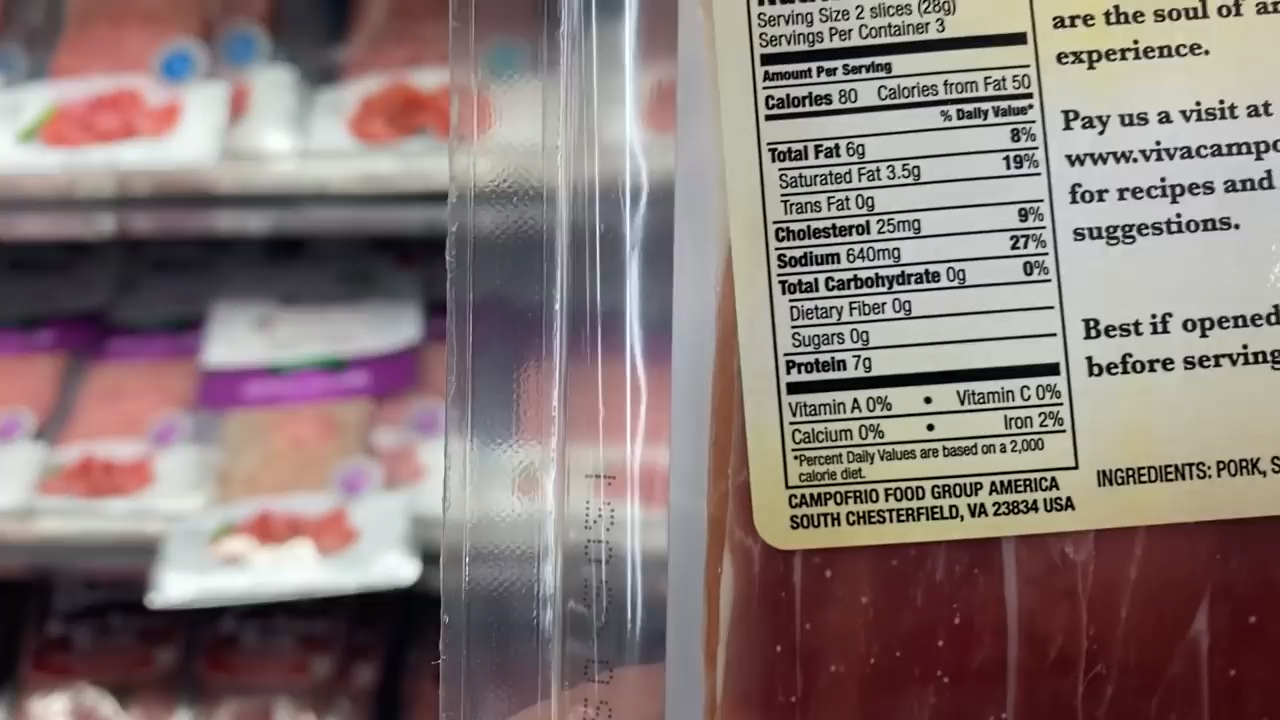 Serving Size 2 slices (28g)
Servings Per Container 3
Amount Per Serving
Calories 80 Calories from Fat 50
% Daily Value*
Total Fat 6g 8%
Saturated Fat 3.5g 19%
Trans Fat 0g
Cholesterol 25mg 9%
Sodium 640mg 27%
Total Carbohydrate 0g 0%
Dietary Fiber 0g
Sugars 0g
Protein 7g
Vitamin A 0% • Vitamin C 0%
Calcium 0% • Iron 2%
*Percent Daily Values are based on a 2,000
calorie diet.
CAMPOFRIO FOOD GROUP AMERICA
SOUTH CHESTERFIELD, VA 23834 USA
are the soul of
experience.
Pay us a visit at
www.vivacampo
for recipes and
suggestions.
Best if opened
before serving
INGREDIENTS: PORK,